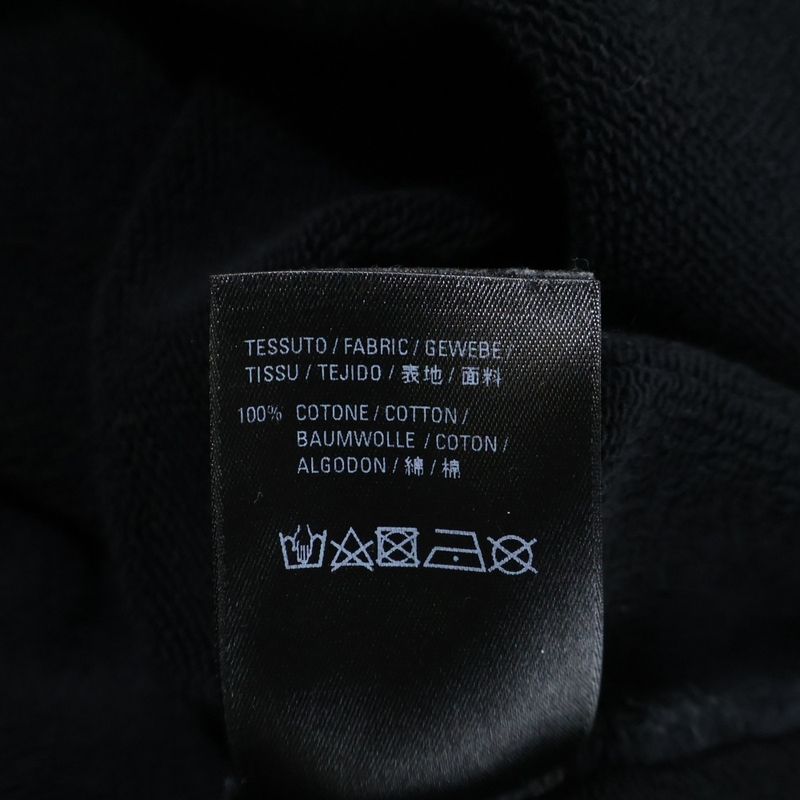 TESSUTO / FABRIC / GEWEBE /
TISSU / TEJIDO / 表地 / 面料
100% COTONE / COTTON /
BAUMWOLLE / COTON /
ALGODON / 綿 / 棉